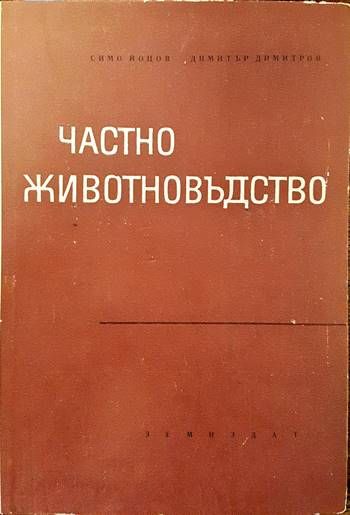 СИМО ЙОЦОВ ДИМИТЪР ДИМИТРОВ
ЧАСТНО
ЖИВОТНОВЪДСТВО
ЗЕМИЗДАТ